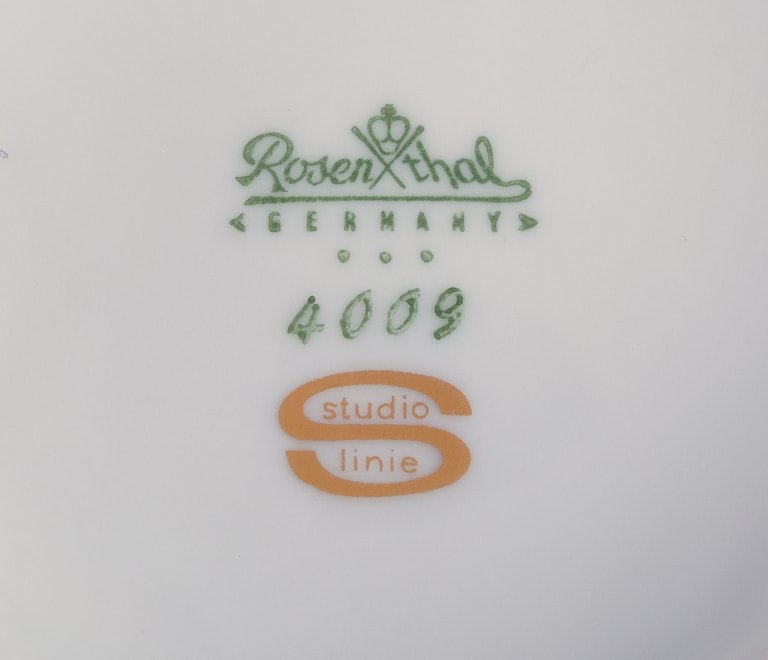 Rosenthal
GERMANY
4009
studio
linie